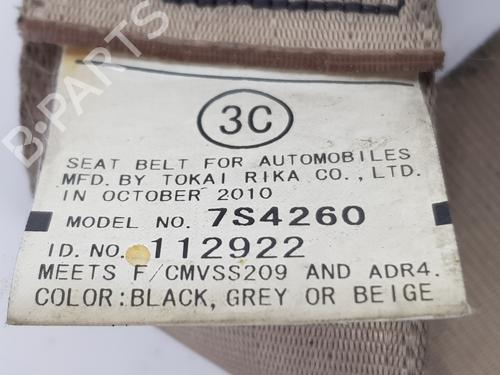 3C
SEAT BELT FOR AUTOMOBILES
MFD. BY TOKAI RIKA CO., LTD.
IN OCTOBER 2010
MODEL NO. 7S4260
ID. NO. 112922
MEETS F/CMVSS209 AND ADR4.
COLOR:BLACK, GREY OR BEIGE
B-PARTS